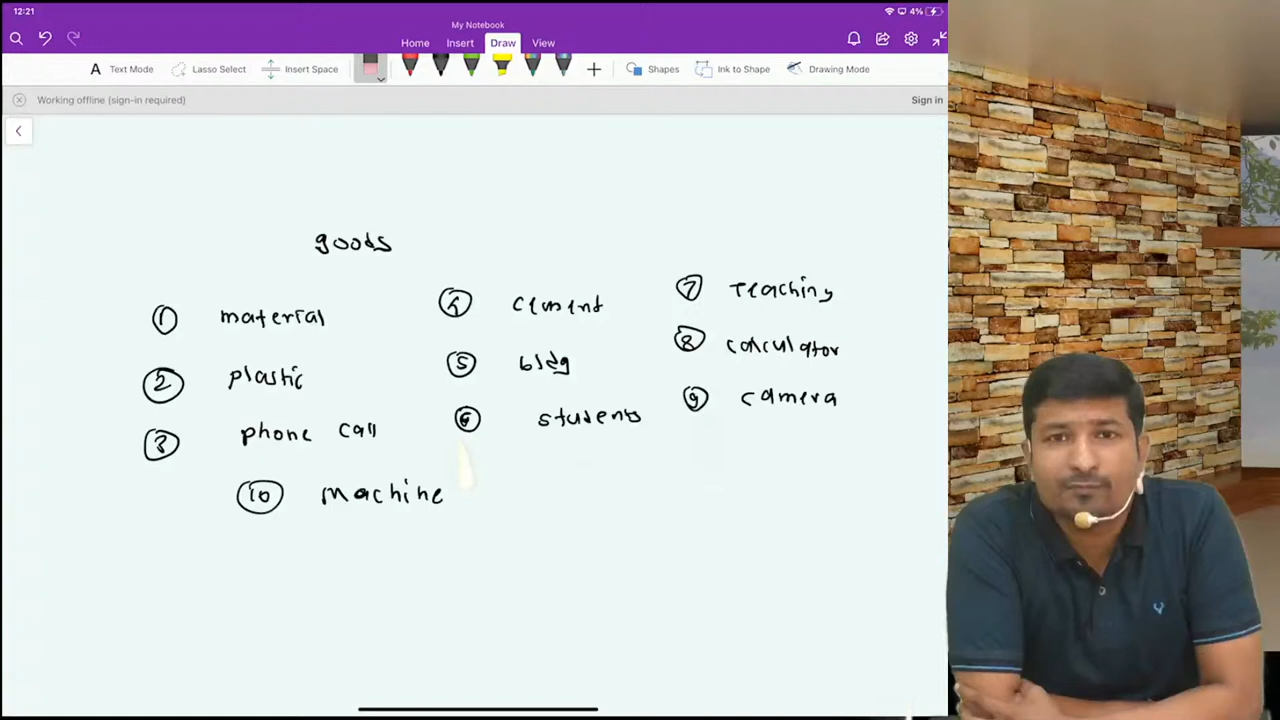 12:21
4%
My Notebook
Home Insert Draw View
Text Mode Lasso Select Insert Space Shapes Ink to Shape Drawing Mode
Working offline (sign-in required) Sign in
goods
1 material
2 plastic
3 phone call
10 machine
4 cement
5 bldg
6 students
7 Teaching
8 calculator
9 camera